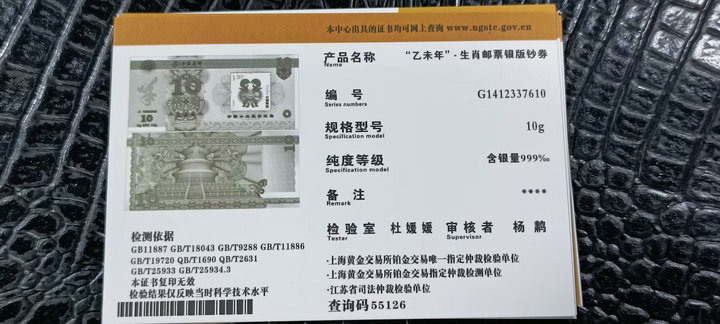 本中心出具的证书均可网上查询 www.ngstc.gov.cn
产品名称 “乙未年”·生肖邮票银版钞券
Name
编 号 G1412337610
Series numbers
规格型号 10g
Specification model
纯度等级 含银量999‰
Specification model
备 注 ****
Remark
检 验 室 杜媛媛 审 核 者 杨 鹔
Tester Supervisor
·上海黄金交易所铂金交易唯一指定仲裁检验单位
·上海黄金交易所铂金交易指定仲裁检测单位
·江苏省司法仲裁检验单位
查询码 55126
10
10
1.20
检测依据
GB11887 GB/T18043 GB/T9288 GB/T11886
GB/T19720 QB/T1690 QB/T2631
GB/T25933 GB/T25934.3
本证书复印无效
检验结果仅反映当时科学技术水平